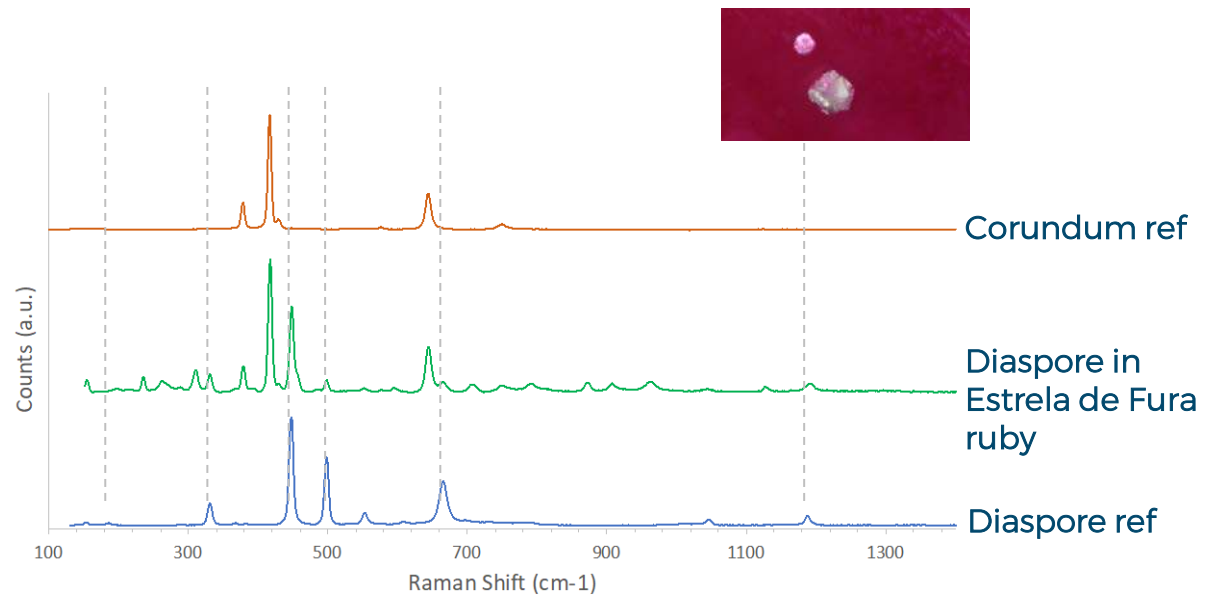 Corundum ref
Diaspore in
Estrela de Fura
ruby
Diaspore ref
Counts (a.u.)
100 300 500 700 900 1100 1300
Raman Shift (cm-1)